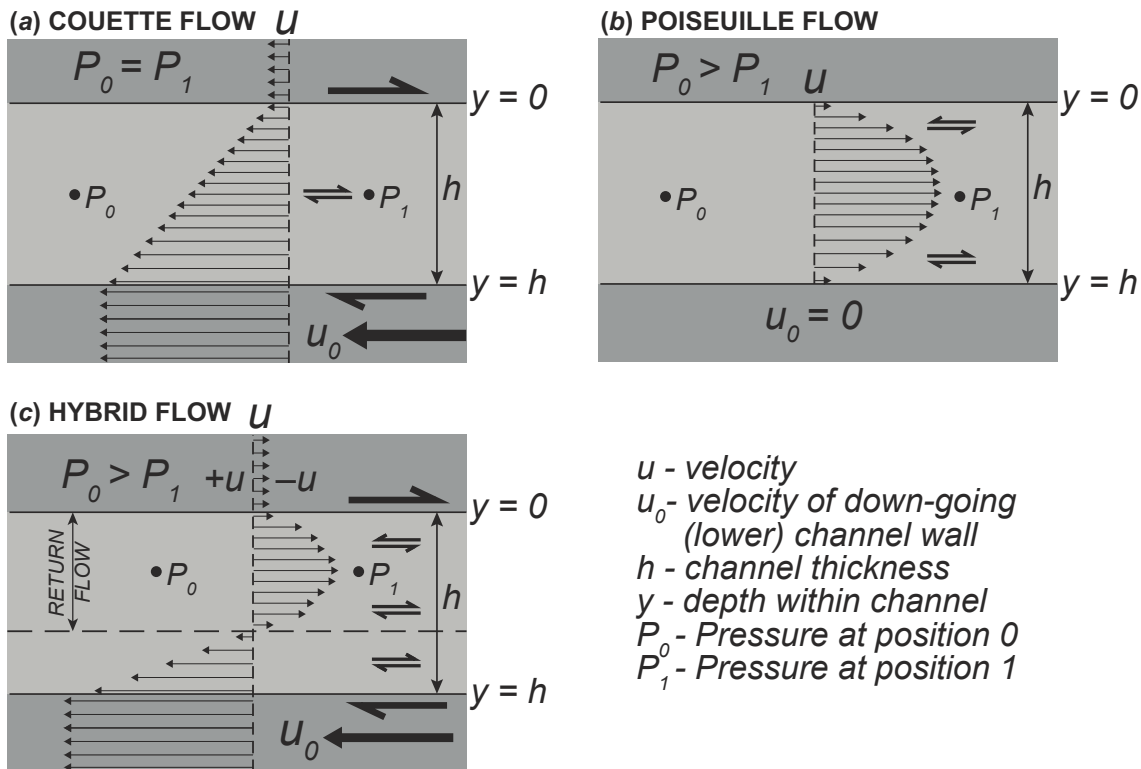 (a) COUETTE FLOW
u
P0 = P1
y = 0
P0
P1
h
y = h
u0
(b) POISEUILLE FLOW
P0 > P1
u
y = 0
P0
P1
h
y = h
u0 = 0
(c) HYBRID FLOW
u
P0 > P1
+u
–u
y = 0
RETURN
FLOW
P0
P1
h
y = h
u0
u - velocity
u0- velocity of down-going
(lower) channel wall
h - channel thickness
y - depth within channel
P0 - Pressure at position 0
P1 - Pressure at position 1